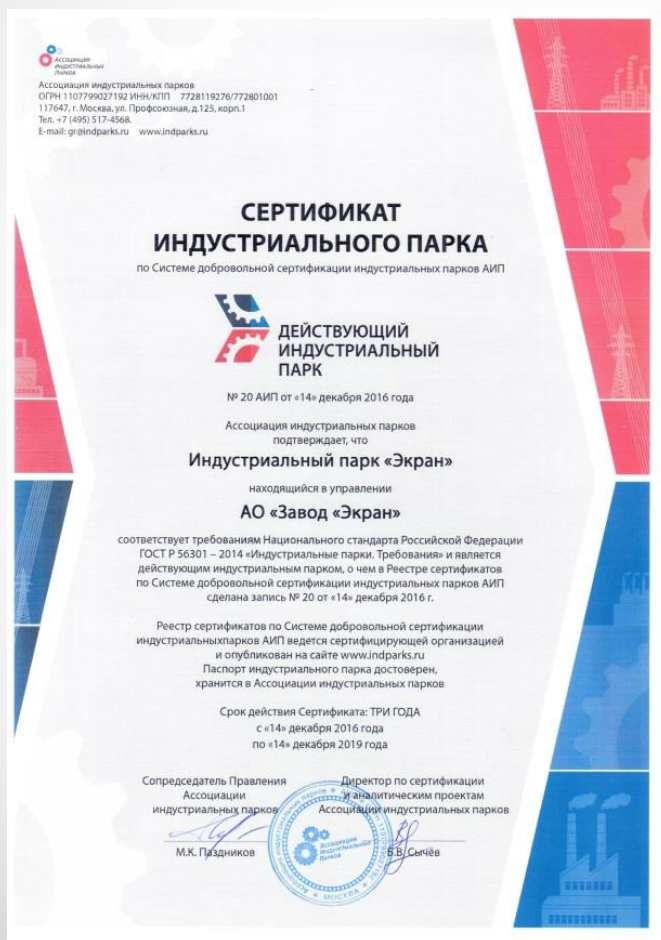 Ассоциация
Индустриальных
Парков
Ассоциация индустриальных парков
ОГРН 1107799027192 ИНН/КПП 7728119276/772801001
117647, г. Москва, ул. Профсоюзная, д.125, корп.1
Тел. +7 (495) 517-4568.
E-mail: gr@indparks.ru www.indparks.ru
СЕРТИФИКАТ
ИНДУСТРИАЛЬНОГО ПАРКА
по Системе добровольной сертификации индустриальных парков АИП
ДЕЙСТВУЮЩИЙ
ИНДУСТРИАЛЬНЫЙ
ПАРК
№ 20 АИП от «14» декабря 2016 года
Ассоциация индустриальных парков
подтверждает, что
Индустриальный парк «Экран»
находящийся в управлении
АО «Завод «Экран»
соответствует требованиям Национального стандарта Российской Федерации
ГОСТ Р 56301 – 2014 «Индустриальные парки. Требования» и является
действующим индустриальным парком, о чем в Реестре сертификатов
по Системе добровольной сертификации индустриальных парков АИП
сделана запись № 20 от «14» декабря 2016 г.
Реестр сертификатов по Системе добровольной сертификации
индустриальныхпарков АИП ведется сертифицирующей организацией
и опубликован на сайте www.indparks.ru
Паспорт индустриального парка достоверен,
хранится в Ассоциации индустриальных парков
Срок действия Сертификата: ТРИ ГОДА
с «14» декабря 2016 года
по «14» декабря 2019 года
Сопредседатель Правления
Ассоциации
индустриальных парков
М.К. Паздников
Директор по сертификации
и аналитическим проектам
Ассоциации индустриальных парков
В.В. Сычёв
Ассоциация
Индустриальных
Парков
МОСКВА